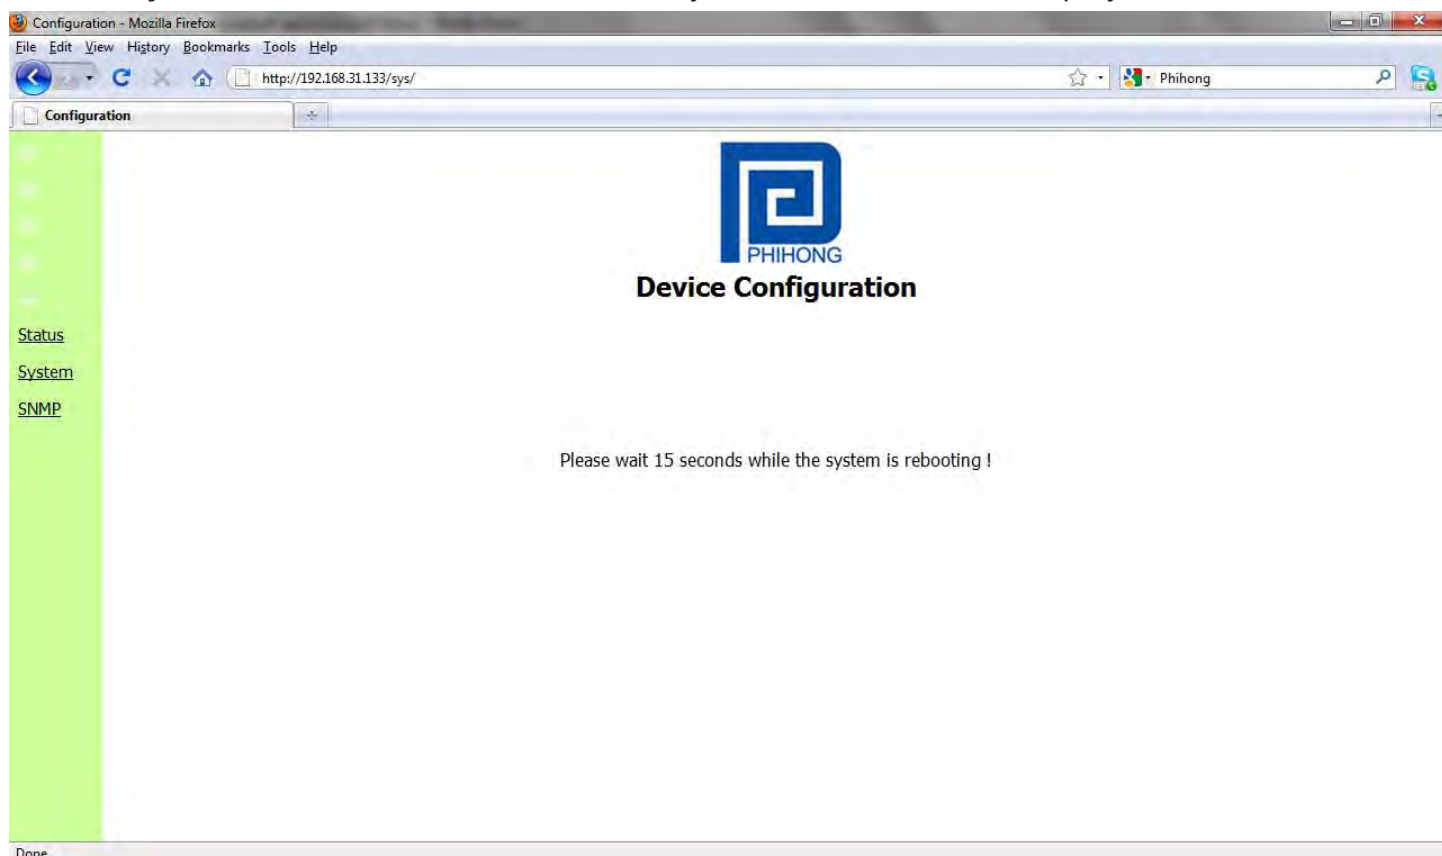 Configuration - Mozilla Firefox
File Edit View History Bookmarks Tools Help
http://192.168.31.133/sys/
Phihong
Configuration
PHIHONG
Device Configuration
Status
System
SNMP
Please wait 15 seconds while the system is rebooting !
Done